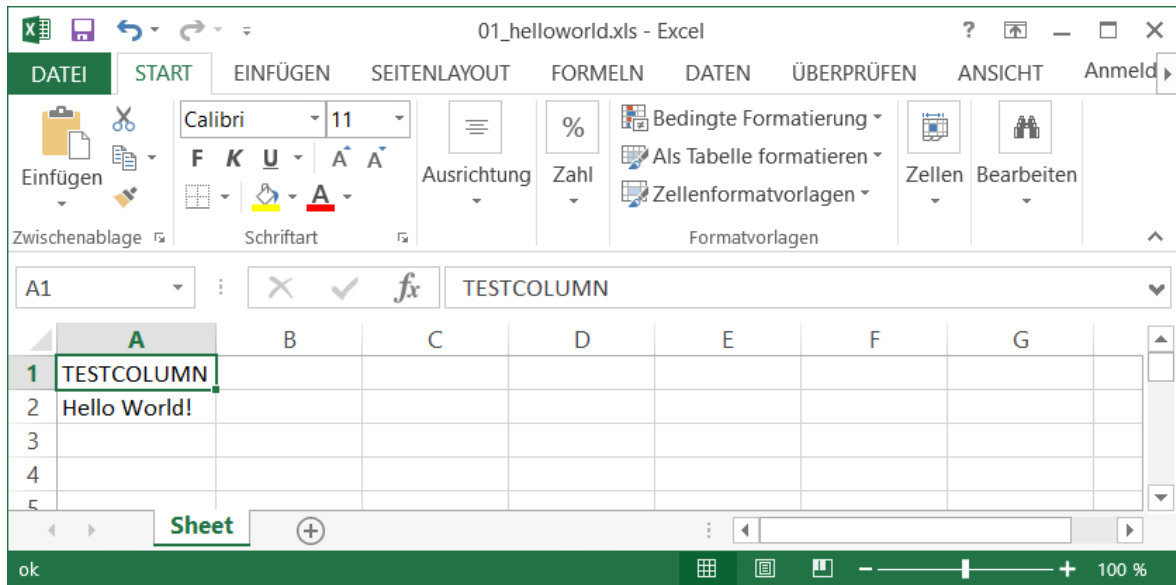 01_helloworld.xls - Excel
?
DATEI START EINFÜGEN SEITENLAYOUT FORMELN DATEN ÜBERPRÜFEN ANSICHT Anmeld
Calibri 11
Einfügen
F K U A A
A
Ausrichtung
%
Zahl
Bedingte Formatierung
Als Tabelle formatieren
Zellenformatvorlagen
Zellen
Bearbeiten
Zwischenablage Schriftart Formatvorlagen
A1 fx TESTCOLUMN
A B C D E F G
1 TESTCOLUMN
2 Hello World!
3
4
5
Sheet
ok 100 %